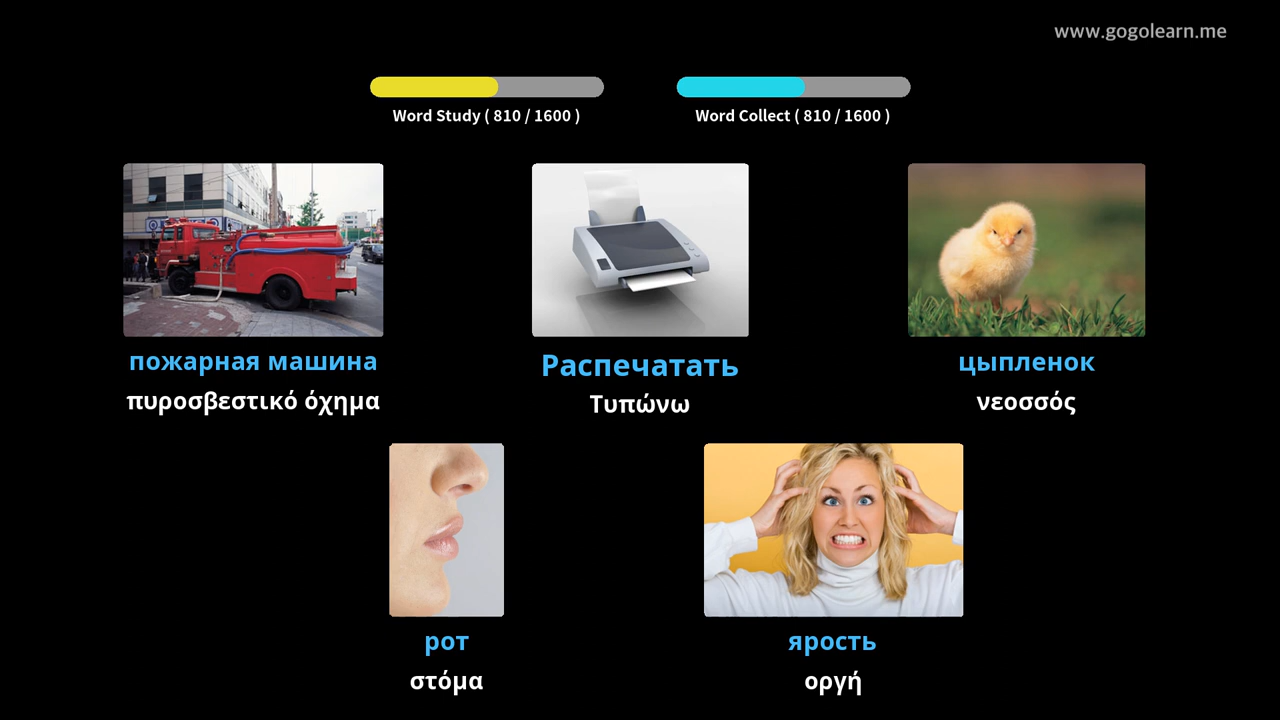 www.gogolearn.me
Word Study ( 810 / 1600 )
Word Collect ( 810 / 1600 )
пожарная машина
πυροσβεστικό όχημα
Распечатать
Τυπώνω
цыпленок
νεοσσός
рот
στόμα
ярость
οργή